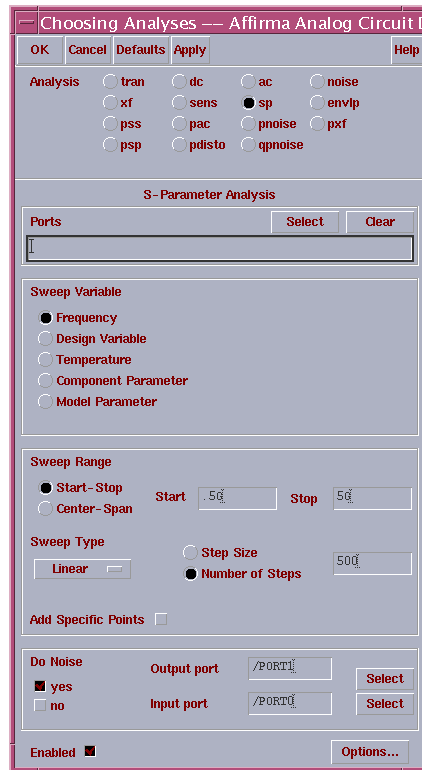 Choosing Analyses -- Affirma Analog Circuit D
OK Cancel Defaults Apply Help
Analysis tran dc ac noise
xf sens sp envlp
pss pac pnoise pxf
psp pdisto qpnoise
S-Parameter Analysis
Ports Select Clear
Sweep Variable
Frequency
Design Variable
Temperature
Component Parameter
Model Parameter
Sweep Range
Start-Stop Start .5G Stop 5G
Center-Span
Sweep Type
Linear
Step Size
Number of Steps 500
Add Specific Points
Do Noise
yes
no
Output port /PORT1 Select
Input port /PORT0 Select
Enabled Options...